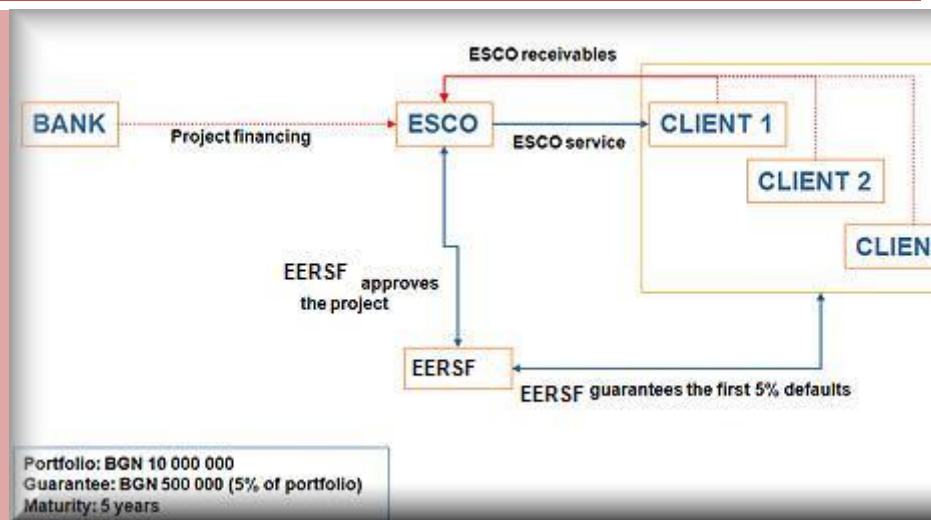 ESCO receivables
BANK
Project financing
ESCO
ESCO service
CLIENT 1
CLIENT 2
CLIEN
EERSF approves
the project
EERSF
EERSF guarantees the first 5% defaults
Portfolio: BGN 10 000 000
Guarantee: BGN 500 000 (5% of portfolio)
Maturity: 5 years